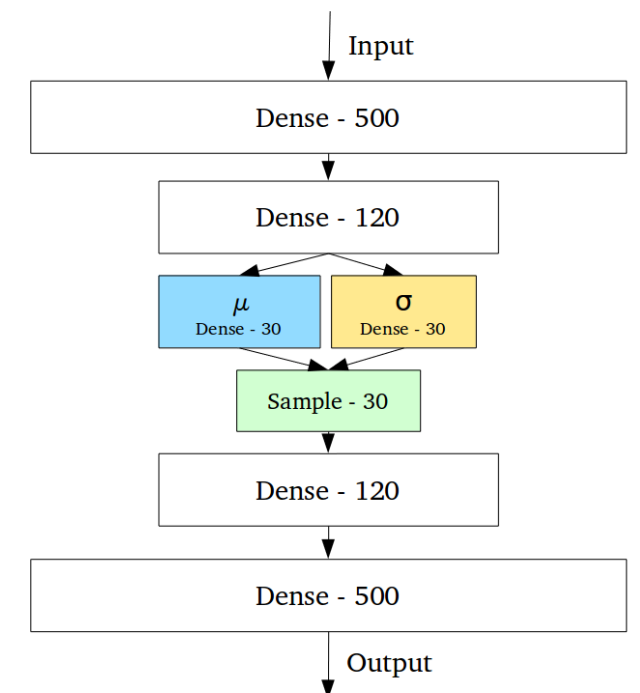 Input
Dense - 500
Dense - 120
μ
Dense - 30
σ
Dense - 30
Sample - 30
Dense - 120
Dense - 500
Output